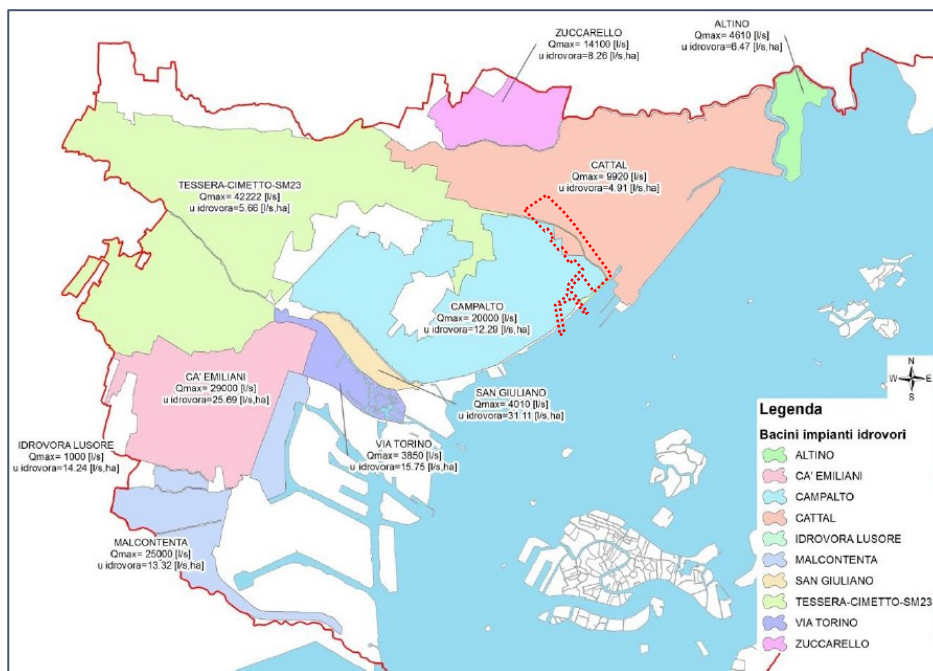 ZUCCARELLO
Qmax= 14100 [l/s]
u idrovora=8.26 [l/s,ha]
ALTINO
Qmax= 4610 [l/s]
u idrovora=6.47 [l/s,ha]
CATTAL
Qmax= 9920 [l/s]
u idrovora=4.91 [l/s,ha]
TESSERA-CIMETTO-SM23
Qmax= 42222 [l/s]
u idrovora=5.66 [l/s,ha]
CAMPALTO
Qmax= 20000 [l/s]
u idrovora=12.29 [l/s,ha]
CA' EMILIANI
Qmax= 29000 [l/s]
u idrovora=25.69 [l/s,ha]
SAN GIULIANO
Qmax= 4010 [l/s]
u idrovora=31.11 [l/s,ha]
IDROVORA LUSORE
Qmax= 1000 [l/s]
u idrovora=14.24 [l/s,ha]
VIA TORINO
Qmax= 3850 [l/s]
u idrovora=15.75 [l/s,ha]
MALCONTENTA
Qmax= 25000 [l/s]
u idrovora=13.32 [l/s,ha]
N
W E
S
Legenda
Bacini impianti idrovori
ALTINO
CA' EMILIANI
CAMPALTO
CATTAL
IDROVORA LUSORE
MALCONTENTA
SAN GIULIANO
TESSERA-CIMETTO-SM23
VIA TORINO
ZUCCARELLO